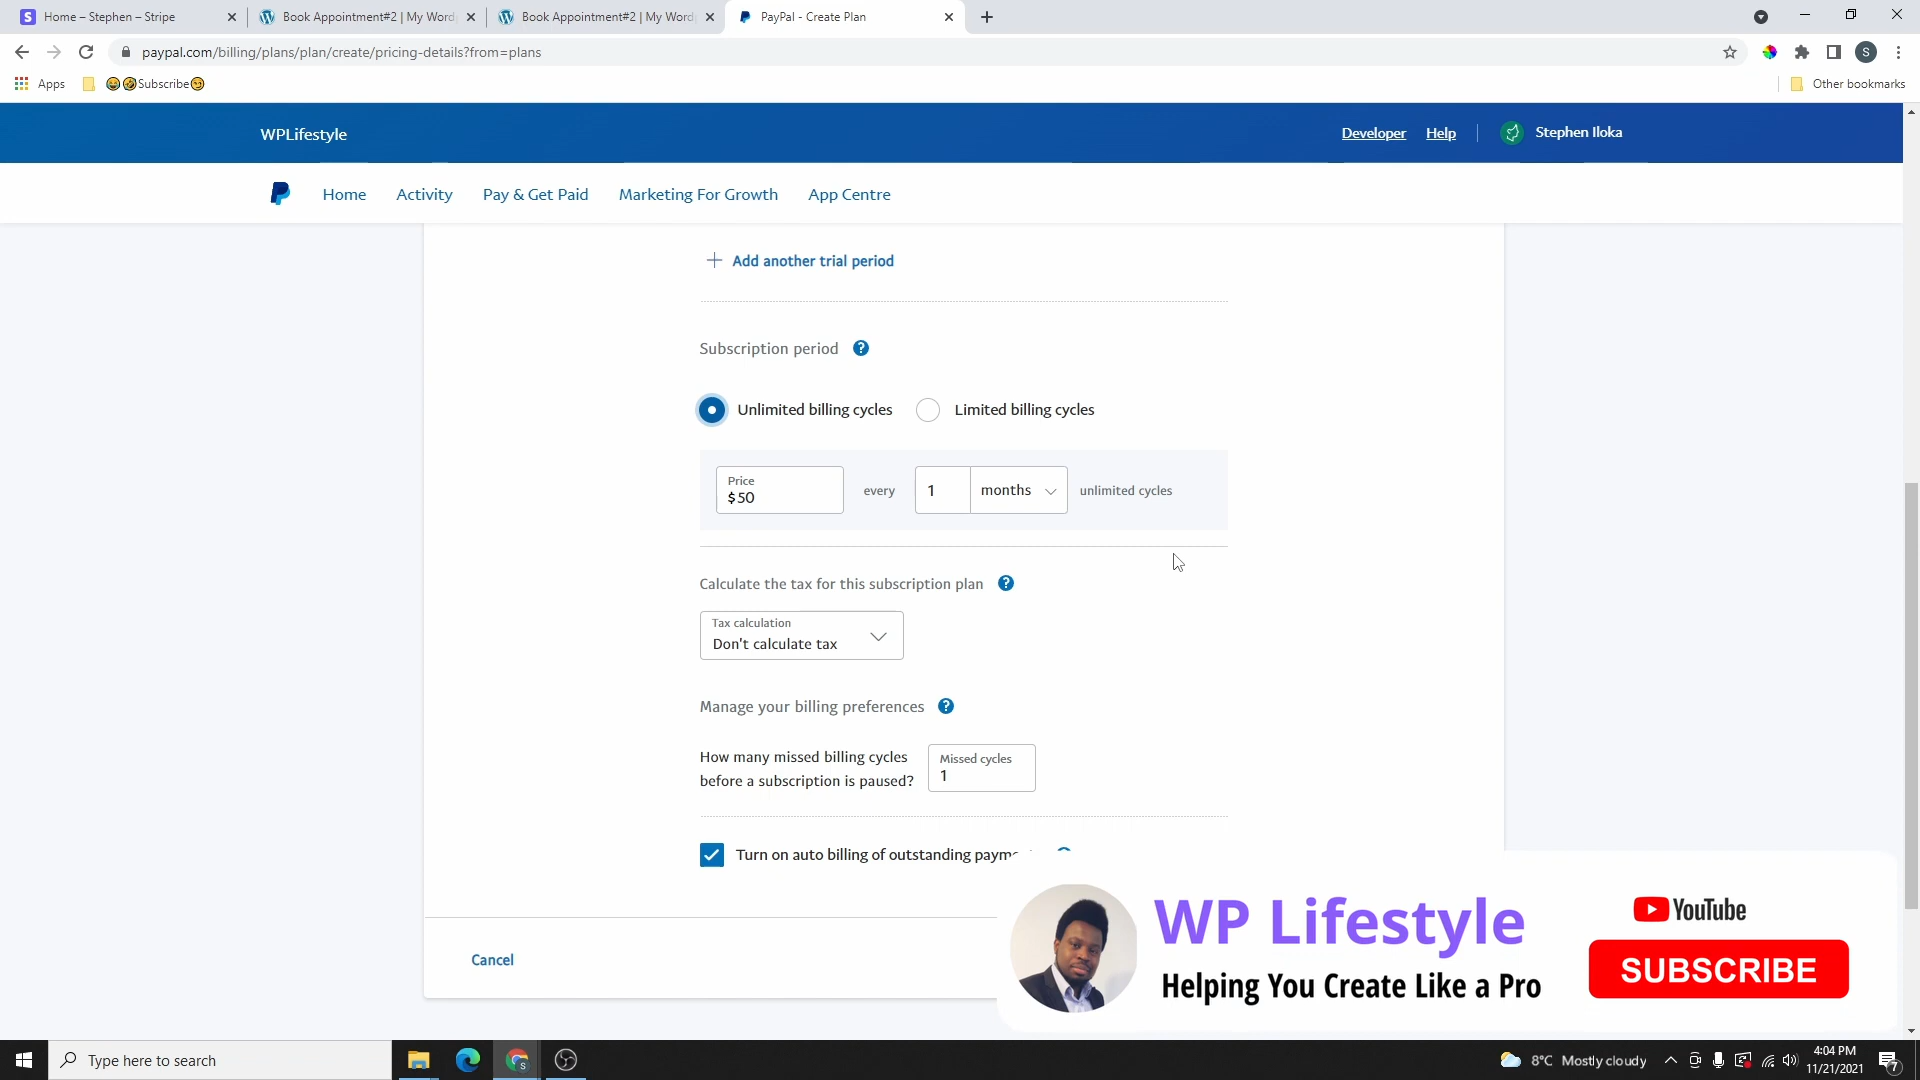 Home – Stephen – Stripe
Book Appointment#2 | My Word
Book Appointment#2 | My Word
PayPal - Create Plan
paypal.com/billing/plans/plan/create/pricing-details?from=plans
S
Apps
Subscribe
Other bookmarks
WPLifestyle
Developer
Help
Stephen Iloka
Home
Activity
Pay & Get Paid
Marketing For Growth
App Centre
Add another trial period
Subscription period
Unlimited billing cycles
Limited billing cycles
Price
$50
every
1
months
unlimited cycles
Calculate the tax for this subscription plan
Tax calculation
Don't calculate tax
Manage your billing preferences
How many missed billing cycles
before a subscription is paused?
Missed cycles
1
Turn on auto billing of outstanding
Cancel
WP Lifestyle
Helping You Create Like a Pro
YouTube
SUBSCRIBE
Type here to search
8°C Mostly cloudy
4:04 PM
11/21/2021
7